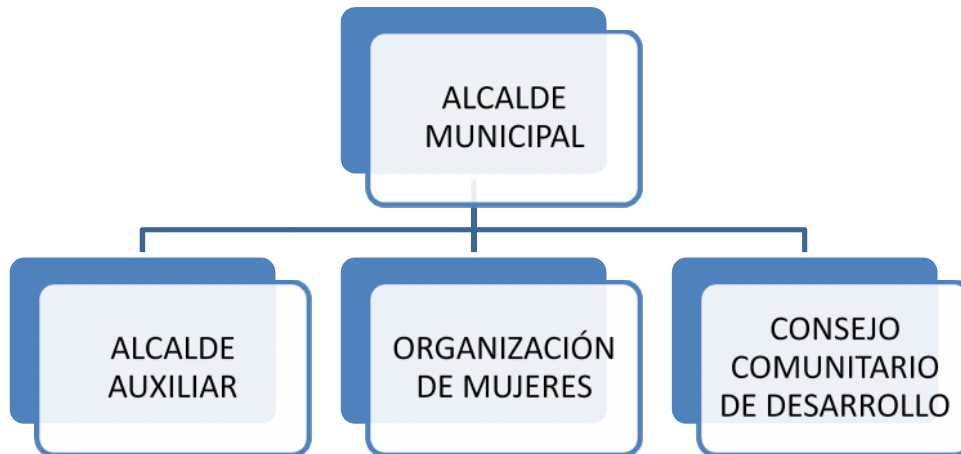 ALCALDE
MUNICIPAL
ALCALDE
AUXILIAR
ORGANIZACIÓN
DE MUJERES
CONSEJO
COMUNITARIO
DE DESARROLLO